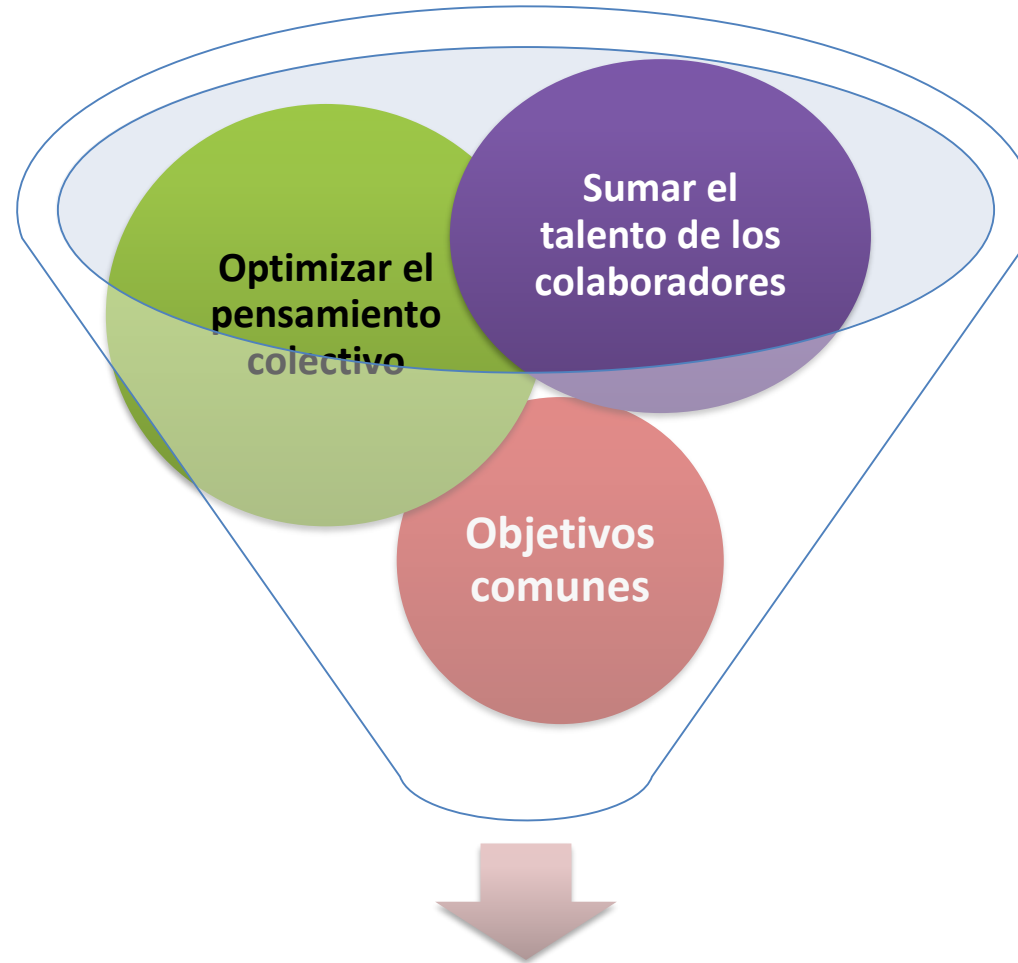 Optimizar el
pensamiento
colectivo
Sumar el
talento de los
colaboradores
Objetivos
comunes